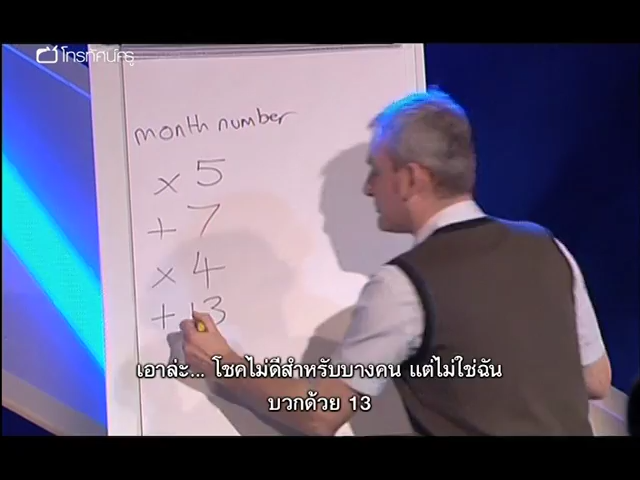 โทรทัศน์ครู
month number
x 5
+ 7
x 4
+ 13
เอาล่ะ... โชคไม่ดีสำหรับบางคน แต่ไม่ใช่ฉัน
บวกด้วย 13